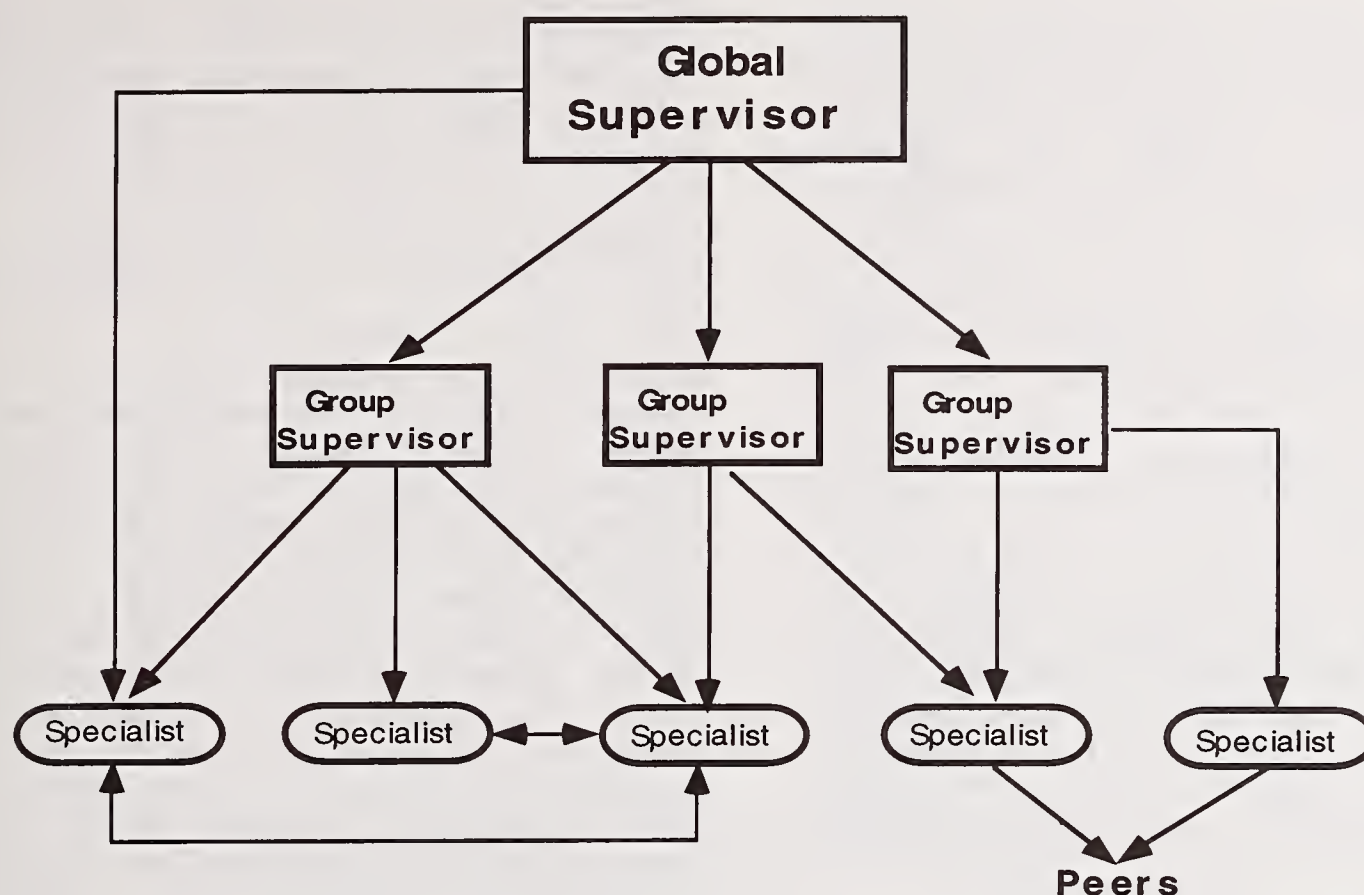 Global
Supervisor
Group
Supervisor
Group
Supervisor
Group
Supervisor
Specialist
Specialist
Specialist
Specialist
Specialist
Peers